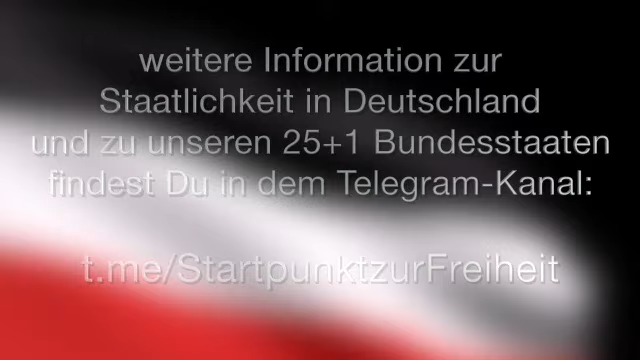 weitere Information zur
Staatlichkeit in Deutschland
und zu unseren 25+1 Bundesstaaten
findest Du in dem Telegram-Kanal:
t.me/StartpunktzurFreiheit